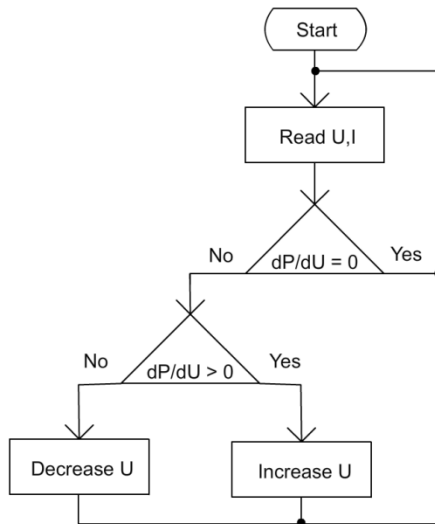 Start
Read U,I
No
Yes
dP/dU = 0
No
Yes
dP/dU > 0
Decrease U
Increase U